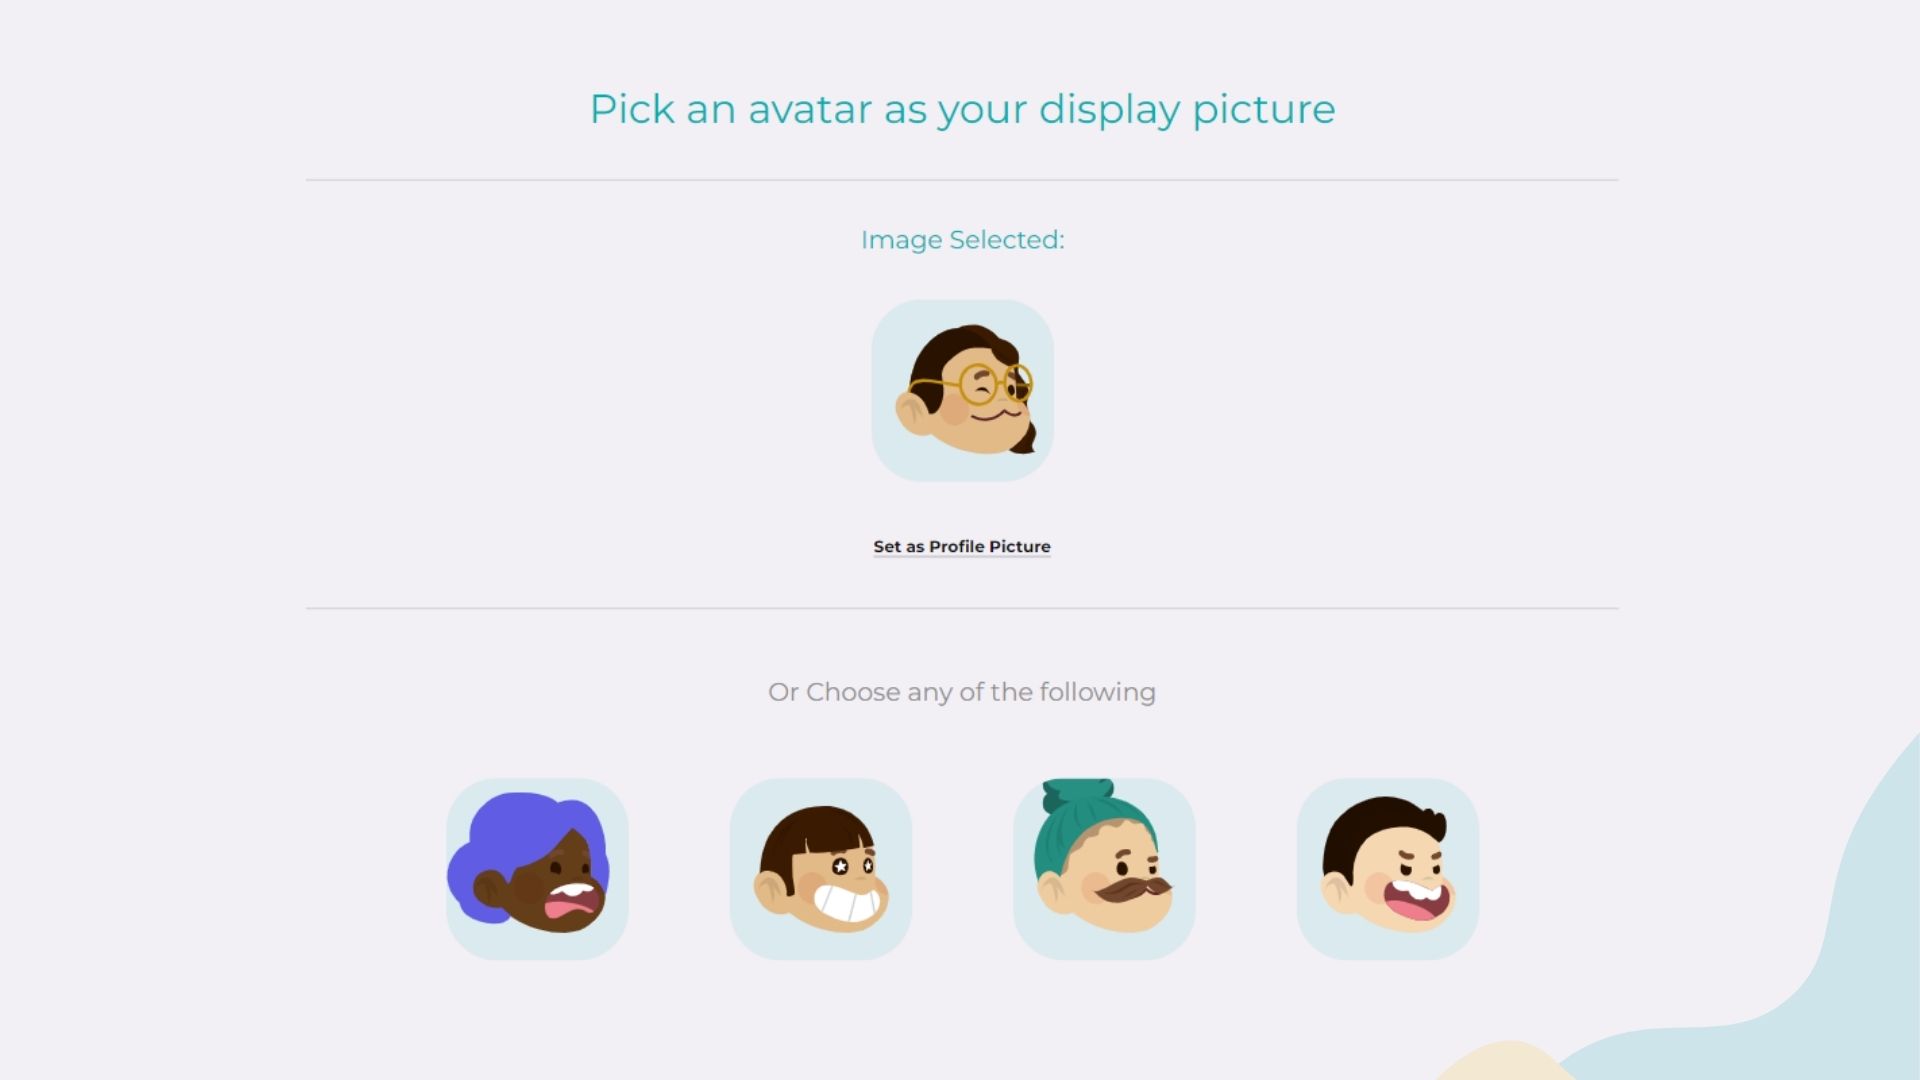 Pick an avatar as your display picture
Image Selected:
Set as Profile Picture
Or Choose any of the following